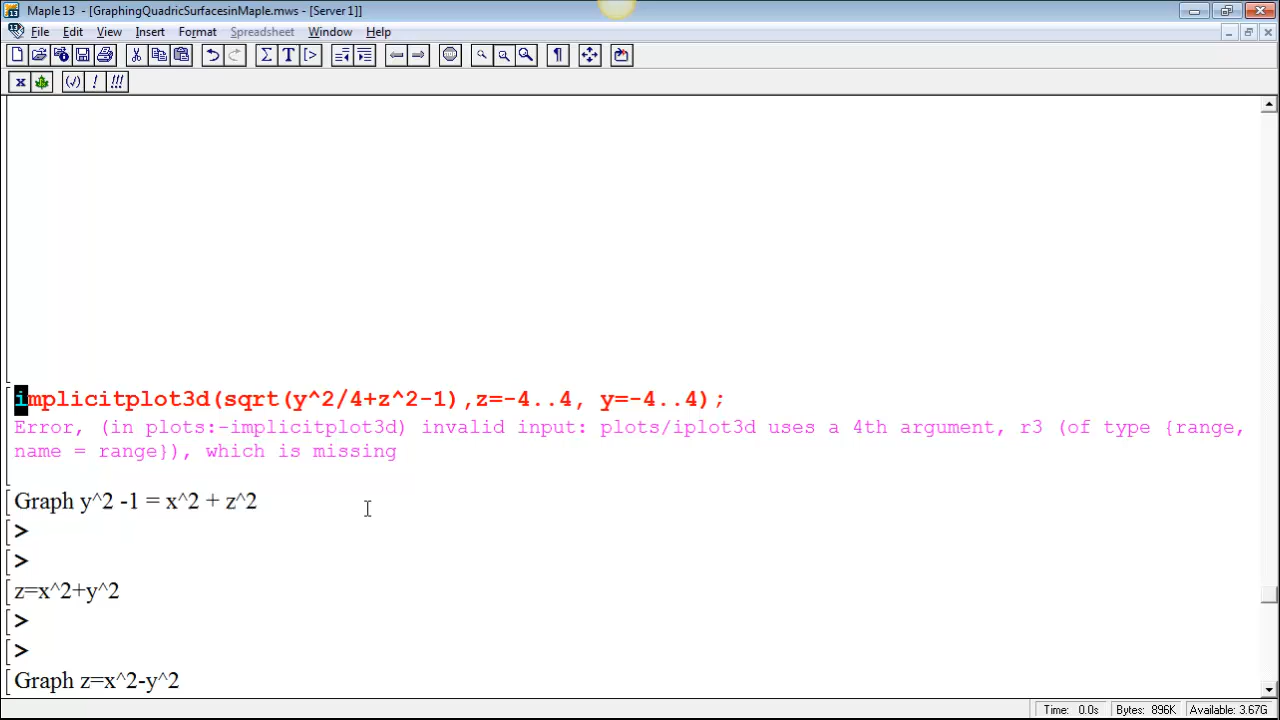 Maple 13 - [GraphingQuadricSurfacesinMaple.mws - [Server 1]]
File Edit View Insert Format Spreadsheet Window Help
implicitplot3d(sqrt(y^2/4+z^2-1),z=-4..4, y=-4..4);
Error, (in plots:-implicitplot3d) invalid input: plots/iplot3d uses a 4th argument, r3 (of type {range,
name = range}), which is missing
Graph y^2 -1 = x^2 + z^2
>
>
z=x^2+y^2
>
>
Graph z=x^2-y^2
Time: 0.0s Bytes: 896K Available: 3.67G